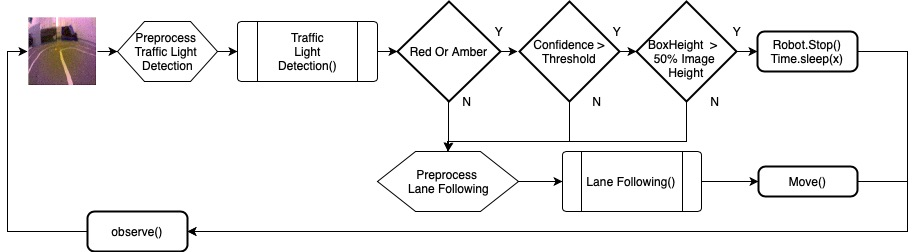 Preprocess
Traffic Light
Detection
Traffic
Light
Detection()
Red Or Amber
Y
Confidence >
Threshold
Y
BoxHeight >
50% Image
Height
Y
Robot.Stop()
Time.sleep(x)
N
N
N
Preprocess
Lane Following
Lane Following()
Move()
observe()